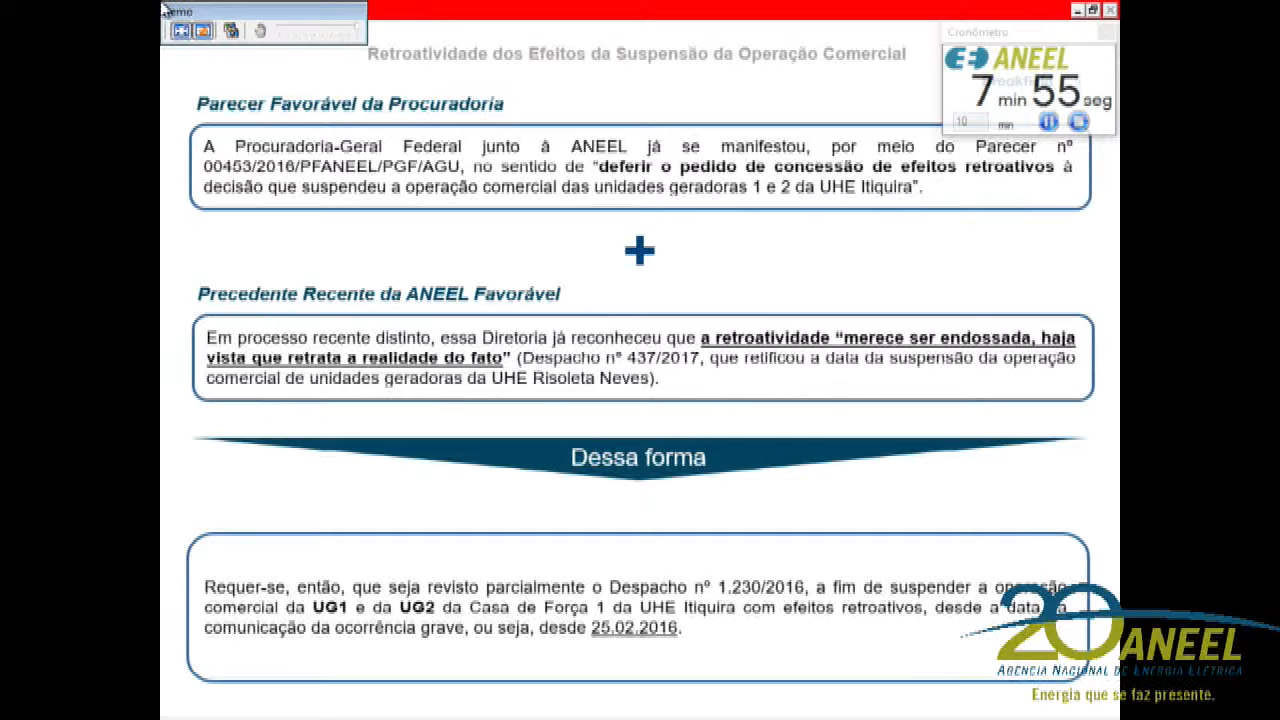 Retroatividade dos Efeitos da Suspensão da Operação Comercial
Cronômetro
ANEEL
7 min 55 seg
10 min
Parecer Favorável da Procuradoria
A Procuradoria-Geral Federal junto à ANEEL já se manifestou, por meio do Parecer nº
00453/2016/PFANEEL/PGF/AGU, no sentido de “deferir o pedido de concessão de efeitos retroativos à
decisão que suspendeu a operação comercial das unidades geradoras 1 e 2 da UHE Itiquira”.
+
Precedente Recente da ANEEL Favorável
Em processo recente distinto, essa Diretoria já reconheceu que a retroatividade “merece ser endossada, haja
vista que retrata a realidade do fato” (Despacho nº 437/2017, que retificou a data da suspensão da operação
comercial de unidades geradoras da UHE Risoleta Neves).
Dessa forma
Requer-se, então, que seja revisto parcialmente o Despacho nº 1.230/2016, a fim de suspender a operação
comercial da UG1 e da UG2 da Casa de Força 1 da UHE Itiquira com efeitos retroativos, desde a data
comunicação da ocorrência grave, ou seja, desde 25.02.2016.
20 ANEEL
AGÊNCIA NACIONAL DE ENERGIA ELÉTRICA
Energia que se faz presente.